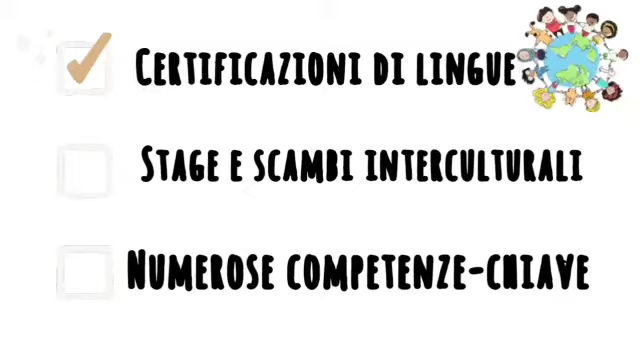 CERTIFICAZIONI DI LINGUE
STAGE E SCAMBI INTERCULTURALI
NUMEROSE COMPETENZE-CHIAVE